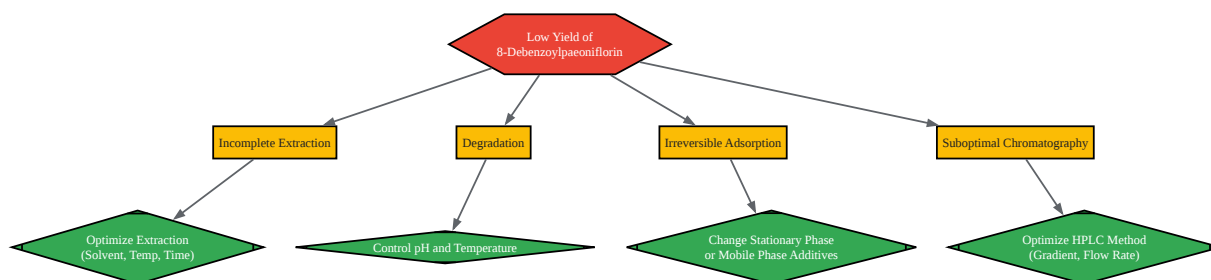 Low Yield of
8-Debenzoylpaeoniflorin
Incomplete Extraction
Degradation
Irreversible Adsorption
Suboptimal Chromatography
Optimize Extraction
(Solvent, Temp, Time)
Control pH and Temperature
Change Stationary Phase
or Mobile Phase Additives
Optimize HPLC Method
(Gradient, Flow Rate)